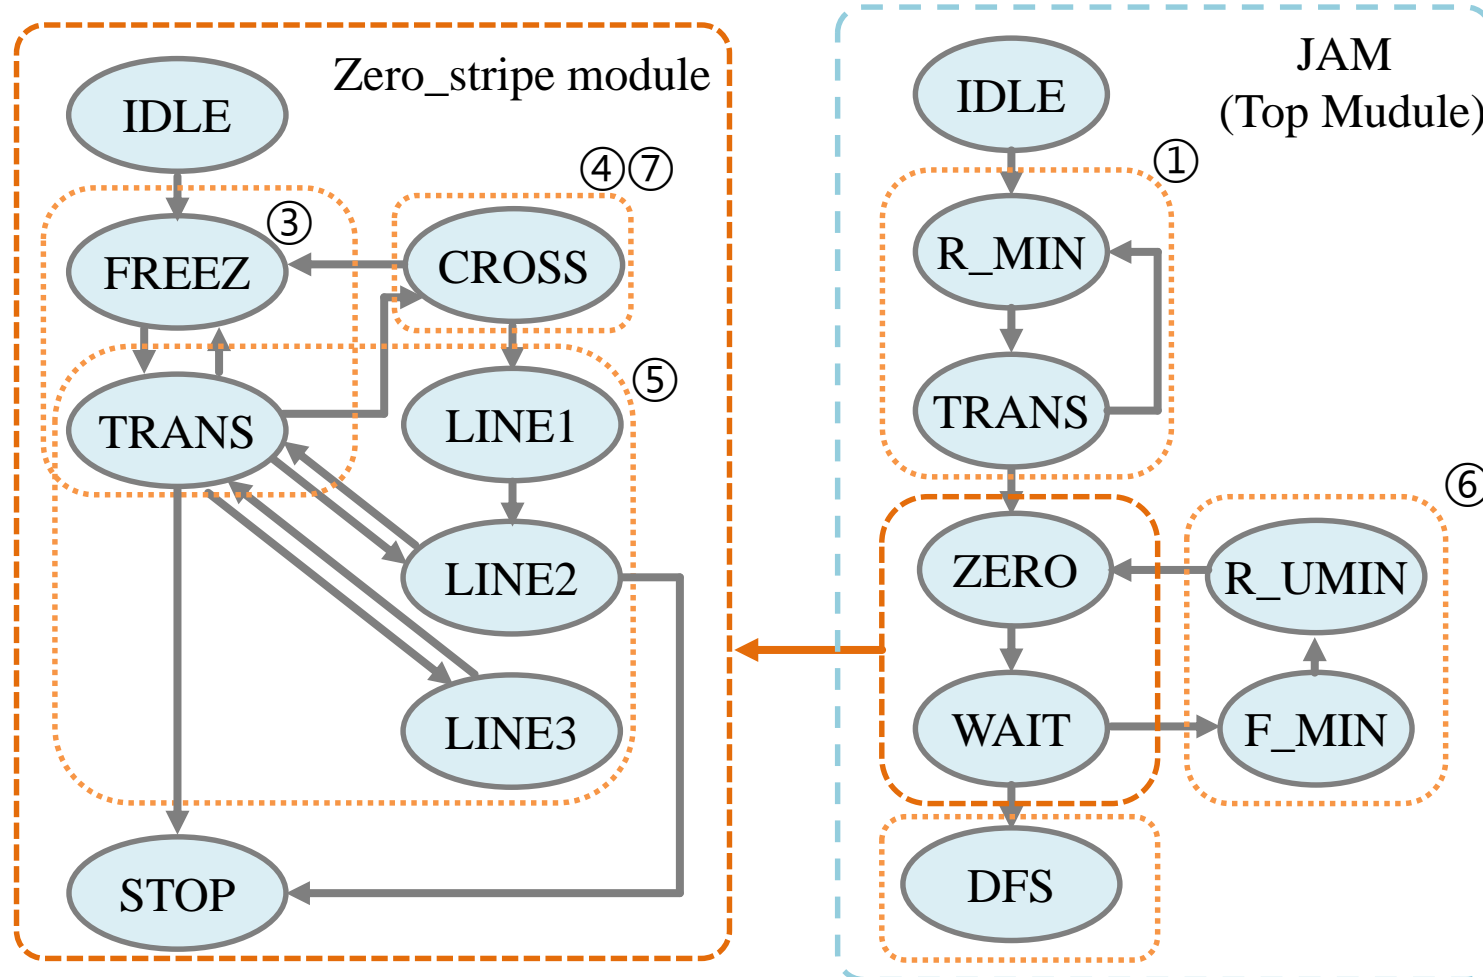 Zero_stripe module
IDLE
④⑦
③
FREEZ
CROSS
⑤
TRANS
LINE1
LINE2
LINE3
STOP
JAM
(Top Mudule)
IDLE
①
R_MIN
TRANS
⑥
ZERO
R_UMIN
WAIT
F_MIN
DFS